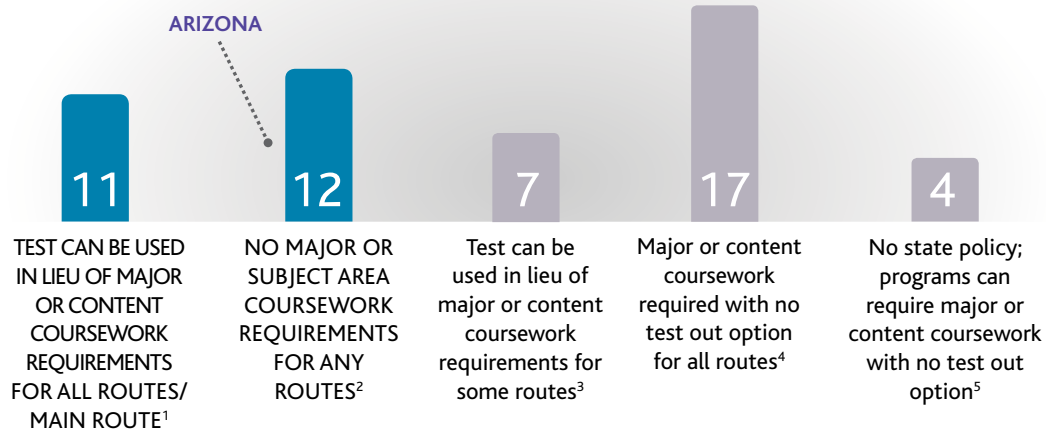 ARIZONA
11
12
7
17
4
TEST CAN BE USED
IN LIEU OF MAJOR
OR CONTENT
COURSEWORK
REQUIREMENTS
FOR ALL ROUTES/
MAIN ROUTE¹
NO MAJOR OR
SUBJECT AREA
COURSEWORK
REQUIREMENTS
FOR ANY
ROUTES²
Test can be
used in lieu of
major or content
coursework
requirements for
some routes³
Major or content
coursework
required with no
test out option
for all routes⁴
No state policy;
programs can
require major or
content coursework
with no test out
option⁵